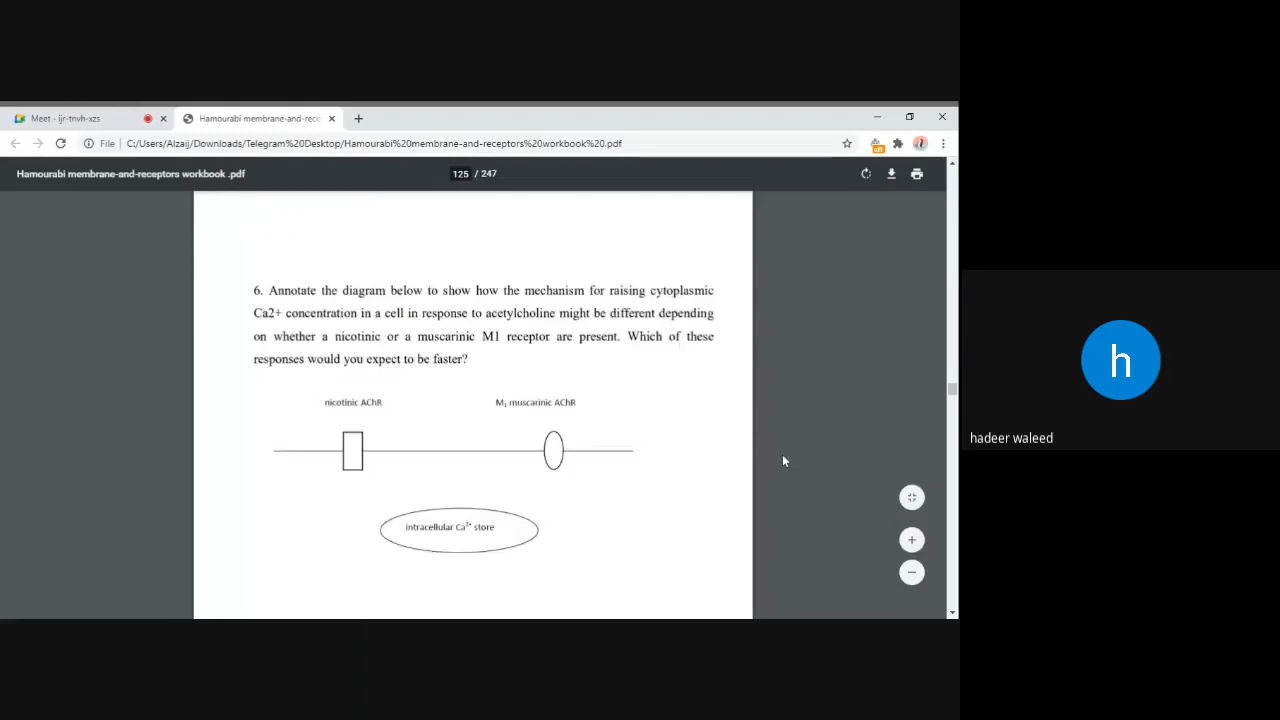 Meet - ijr-tnvh-xzs
Hamourabi membrane-and-rece
File
C:/Users/Alzaij/Downloads/Telegram%20Desktop/Hamourabi%20membrane-and-receptors%20workbook%20.pdf
Hamourabi membrane-and-receptors workbook .pdf
125 / 247
6. Annotate the diagram below to show how the mechanism for raising cytoplasmic
Ca2+ concentration in a cell in response to acetylcholine might be different depending
on whether a nicotinic or a muscarinic M1 receptor are present. Which of these
responses would you expect to be faster?
nicotinic AChR
M₁ muscarinic AChR
intracellular Ca²⁺ store
h
hadeer waleed